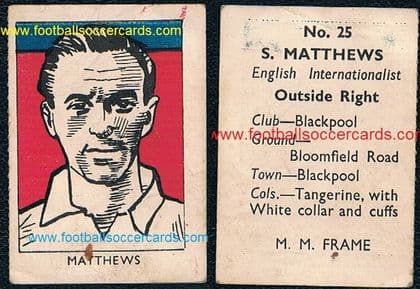 www.footballsoccercards.com
www.footballsoccercards.com
MATTHEWS
No. 25
S. MATTHEWS
English Internationalist
Outside Right
Club—Blackpool
www.footballsoccercards.com
Ground—
Bloomfield Road
Town—Blackpool
Cols.—Tangerine, with
White collar and cuffs
M. M. FRAME